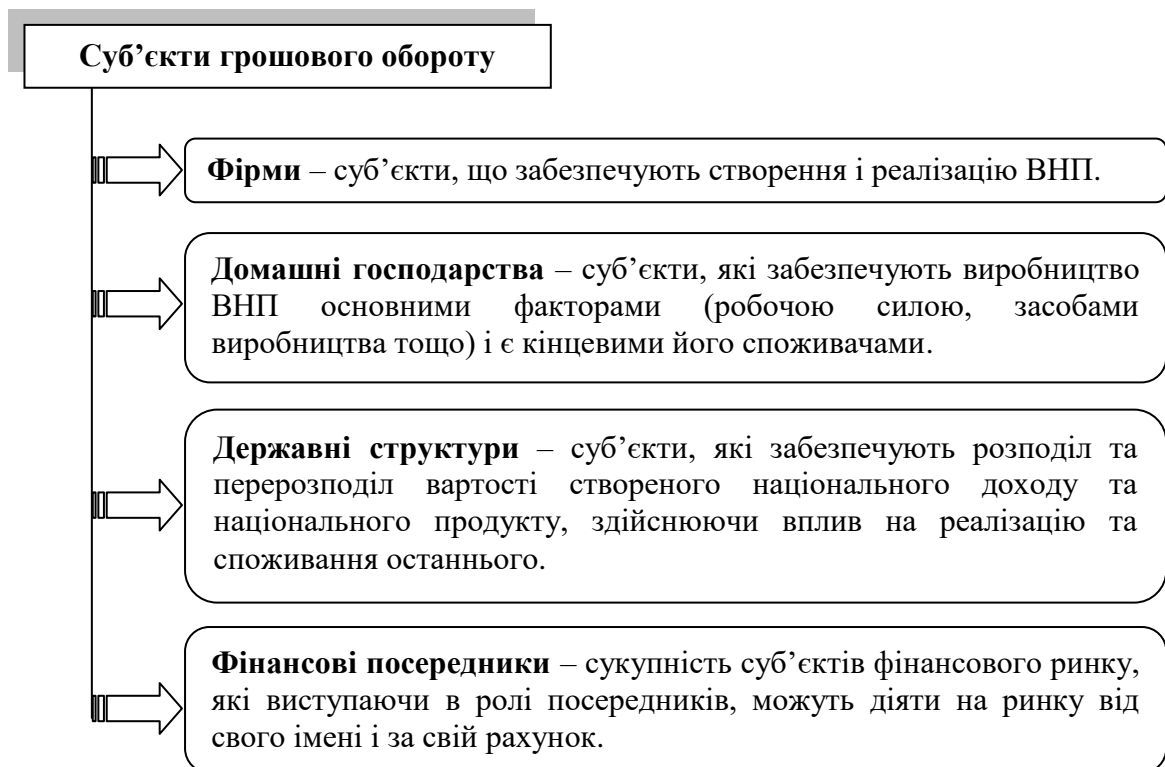 Суб’єкти грошового обороту
Фірми – суб’єкти, що забезпечують створення і реалізацію ВНП.
Домашні господарства – суб’єкти, які забезпечують виробництво
ВНП основними факторами (робочою силою, засобами
виробництва тощо) і є кінцевими його споживачами.
Державні структури – суб’єкти, які забезпечують розподіл та
перерозподіл вартості створеного національного доходу та
національного продукту, здійснюючи вплив на реалізацію та
споживання останнього.
Фінансові посередники – сукупність суб’єктів фінансового ринку,
які виступаючи в ролі посередників, можуть діяти на ринку від
свого імені і за свій рахунок.